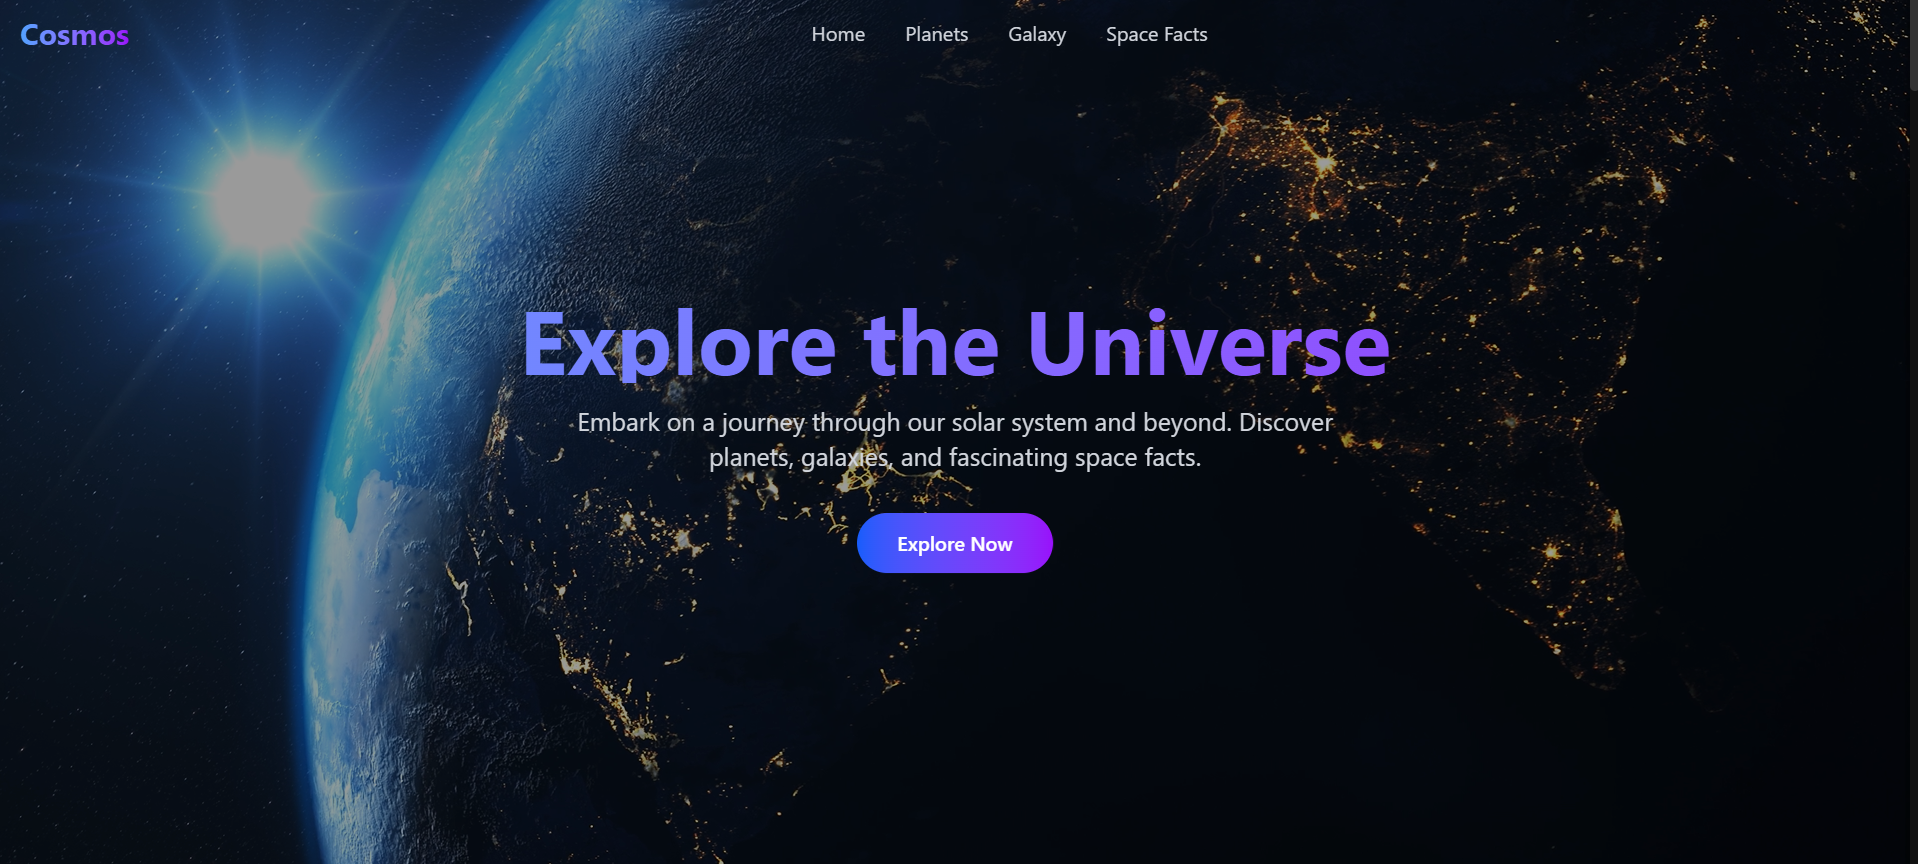 Cosmos
Home
Planets
Galaxy
Space Facts
Explore the Universe
Embark on a journey through our solar system and beyond. Discover
planets, galaxies, and fascinating space facts.
Explore Now